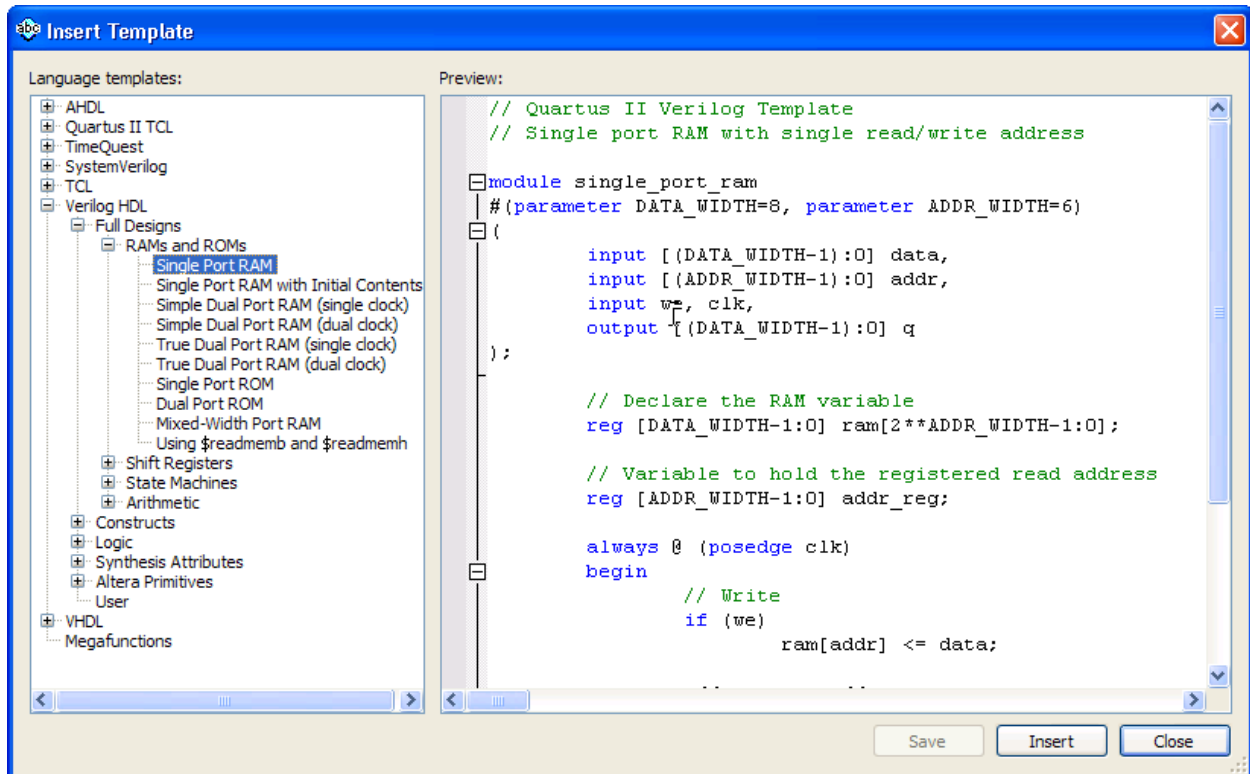 Insert Template
Language templates:
AHDL
Quartus II TCL
TimeQuest
SystemVerilog
TCL
Verilog HDL
Full Designs
RAMs and ROMs
Single Port RAM
Single Port RAM with Initial Contents
Simple Dual Port RAM (single clock)
Simple Dual Port RAM (dual clock)
True Dual Port RAM (single clock)
True Dual Port RAM (dual clock)
Single Port ROM
Dual Port ROM
Mixed-Width Port RAM
Using $readmemb and $readmemh
Shift Registers
State Machines
Arithmetic
Constructs
Logic
Synthesis Attributes
Altera Primitives
User
VHDL
Megafunctions
Preview:
// Quartus II Verilog Template
// Single port RAM with single read/write address
module single_port_ram
#(parameter DATA_WIDTH=8, parameter ADDR_WIDTH=6)
(
input [(DATA_WIDTH-1):0] data,
input [(ADDR_WIDTH-1):0] addr,
input we, clk,
output [(DATA_WIDTH-1):0] q
);
// Declare the RAM variable
reg [DATA_WIDTH-1:0] ram[2**ADDR_WIDTH-1:0];
// Variable to hold the registered read address
reg [ADDR_WIDTH-1:0] addr_reg;
always @ (posedge clk)
begin
// Write
if (we)
ram[addr] <= data;
Save
Insert
Close